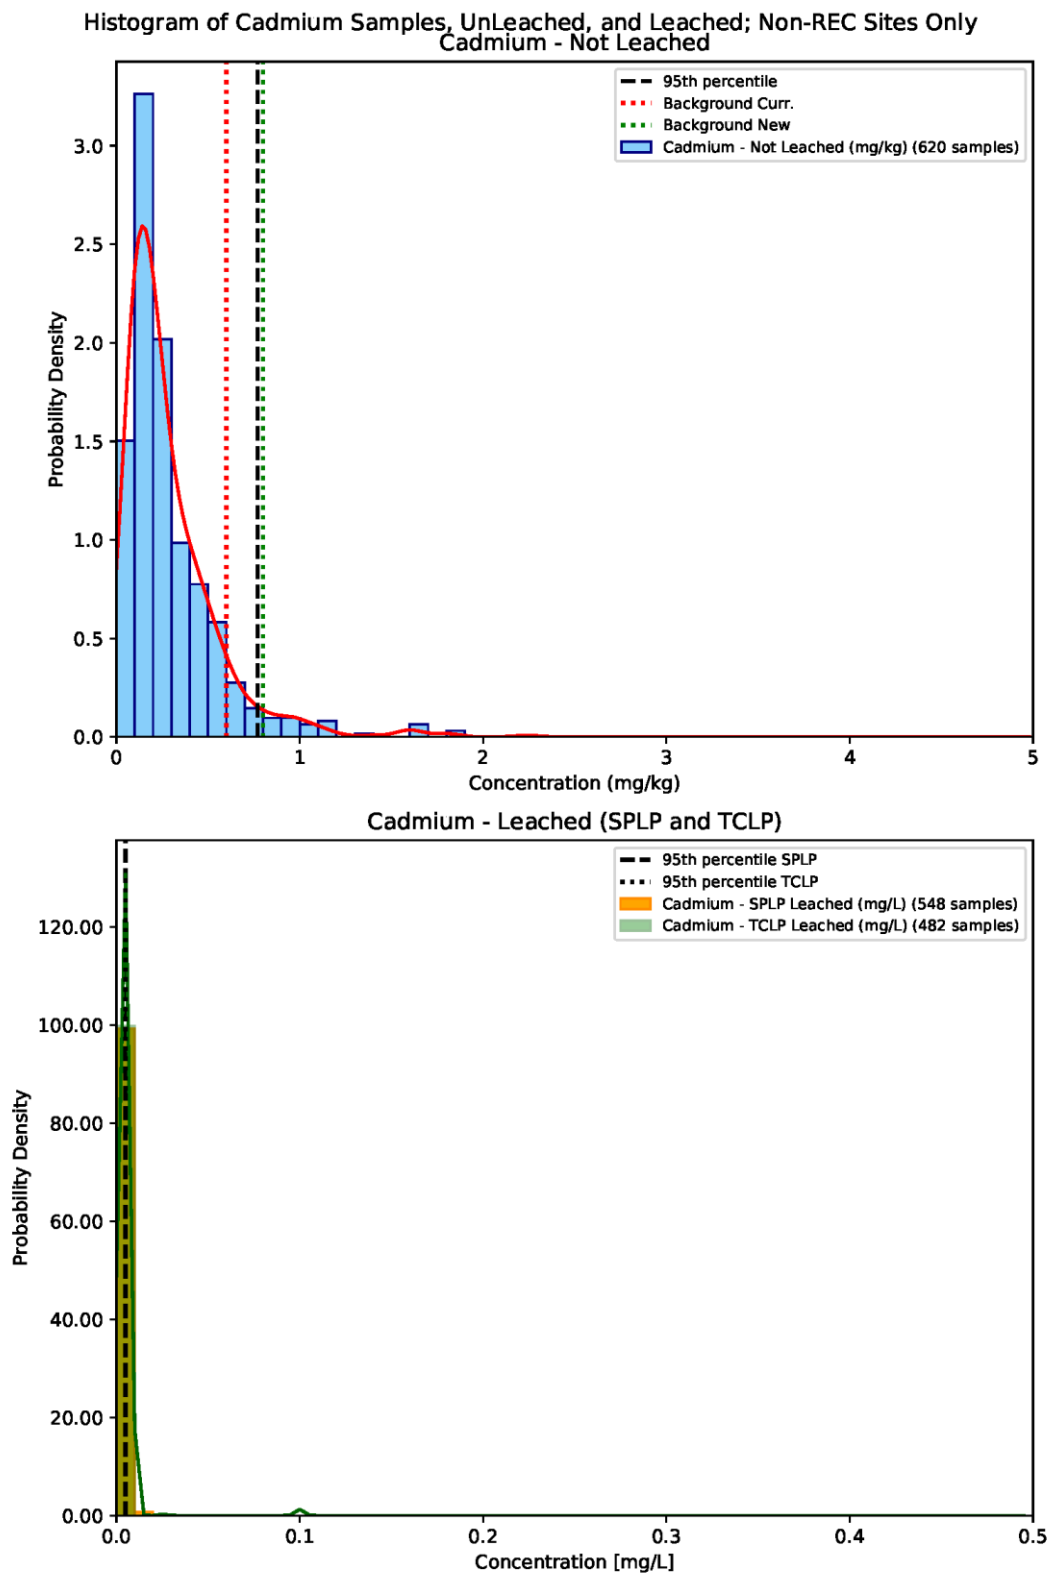 Histogram of Cadmium Samples, UnLeached, and Leached; Non-REC Sites Only
Cadmium - Not Leached
95th percentile
Background Curr.
Background New
Cadmium - Not Leached (mg/kg) (620 samples)
Probability Density
3.0
2.5
2.0
1.5
1.0
0.5
0.0
0
1
2
3
4
5
Concentration (mg/kg)
Cadmium - Leached (SPLP and TCLP)
95th percentile SPLP
95th percentile TCLP
Cadmium - SPLP Leached (mg/L) (548 samples)
Cadmium - TCLP Leached (mg/L) (482 samples)
Probability Density
120.00
100.00
80.00
60.00
40.00
20.00
0.00
0.0
0.1
0.2
0.3
0.4
0.5
Concentration [mg/L]